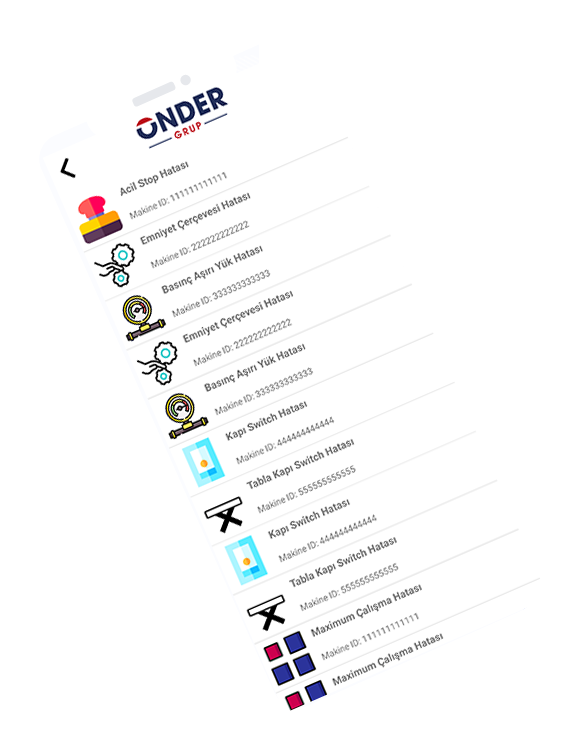 ÖNDER
GRUP
Acil Stop Hatası
Makine ID: 111111111111
Emniyet Çerçevesi Hatası
Makine ID: 222222222222
Basınç Aşırı Yük Hatası
Makine ID: 333333333333
Emniyet Çerçevesi Hatası
Makine ID: 222222222222
Basınç Aşırı Yük Hatası
Makine ID: 333333333333
Kapı Switch Hatası
Makine ID: 444444444444
Tabla Kapı Switch Hatası
Makine ID: 555555555555
Kapı Switch Hatası
Makine ID: 444444444444
Tabla Kapı Switch Hatası
Makine ID: 555555555555
Maximum Çalışma Hatası
Makine ID: 111111111111
Maximum Çalışma Hatası